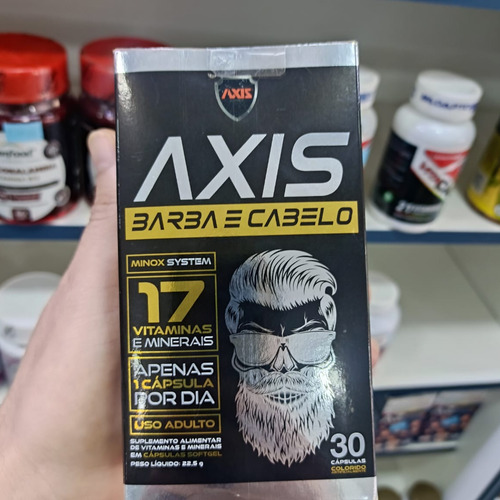 AXIS
AXIS
BARBA E CABELO
MINOX SYSTEM
17
VITAMINAS
E MINERAIS
APENAS
1 CÁPSULA
POR DIA
USO ADULTO
SUPLEMENTO ALIMENTAR
DE VITAMINAS E MINERAIS
EM CÁPSULAS SOFTGEL
PESO LÍQUIDO: 22,5 g
30
CÁPSULAS
COLORIDO